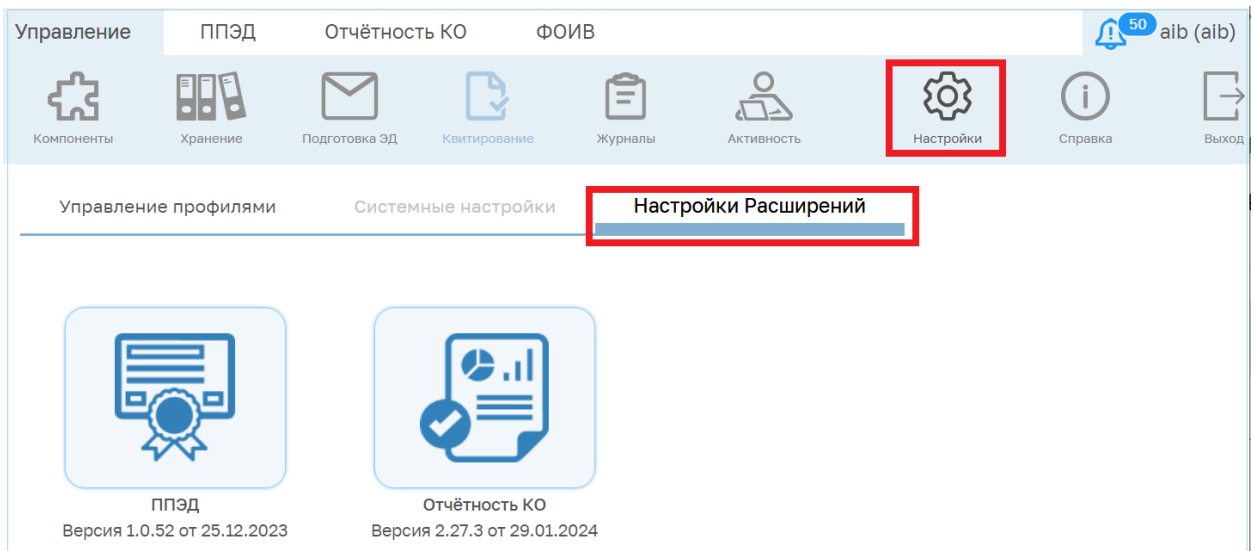 Управление ППЭД Отчётность КО ФОИВ 50 aib (aib)
Компоненты Хранение Подготовка ЭД Квитирование Журналы Активность Настройки Справка Выход
Управление профилями Системные настройки Настройки Расширений
ППЭД Отчётность КО
Версия 1.0.52 от 25.12.2023 Версия 2.27.3 от 29.01.2024